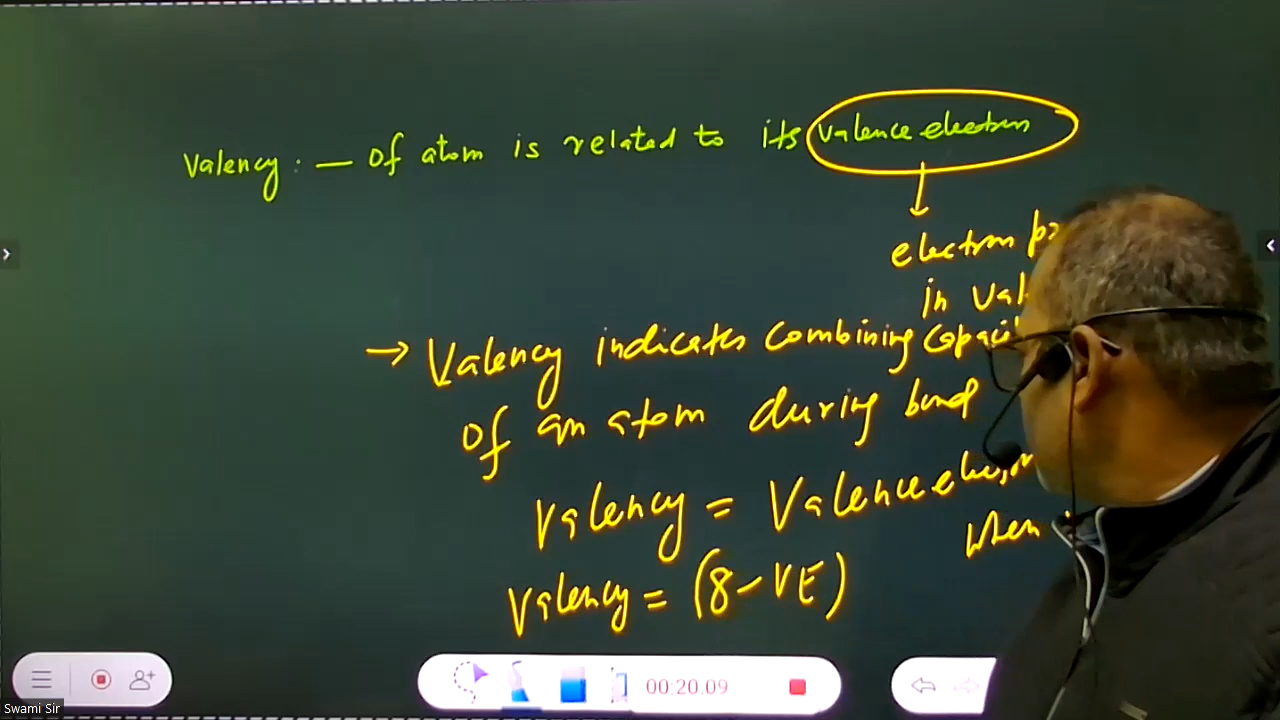 Valency: — Of atom is related to its valence electron
electron
in
→ Valency indicates combining
of an atom during bond
Valency = Valence
when
Valency = (8-VE)
00:20.09
Swami Sir